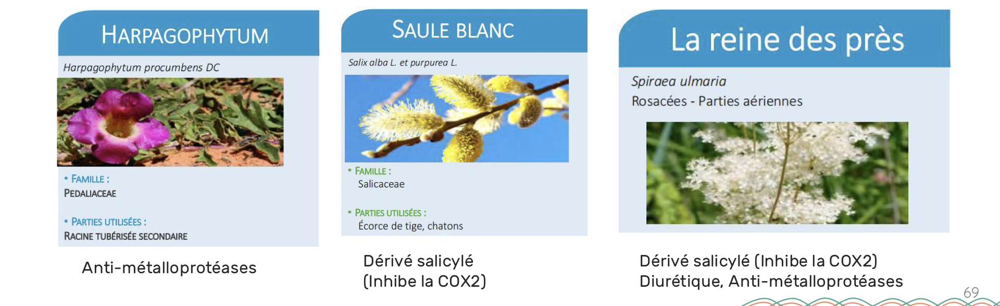 HARPAGOPHYTUM
Harpagophytum procumbens DC
• FAMILLE :
PEDALIACEAE
• PARTIES UTILISÉES :
RACINE TUBÉRISÉE SECONDAIRE
Anti-métalloprotéases
SAULE BLANC
Salix alba L. et purpurea L.
• FAMILLE :
Salicaceae
• PARTIES UTILISÉES :
Écorce de tige, chatons
Dérivé salicylé
(Inhibe la COX2)
La reine des près
Spiraea ulmaria
Rosacées - Parties aériennes
Dérivé salicylé (Inhibe la COX2)
Diurétique, Anti-métalloprotéases
69